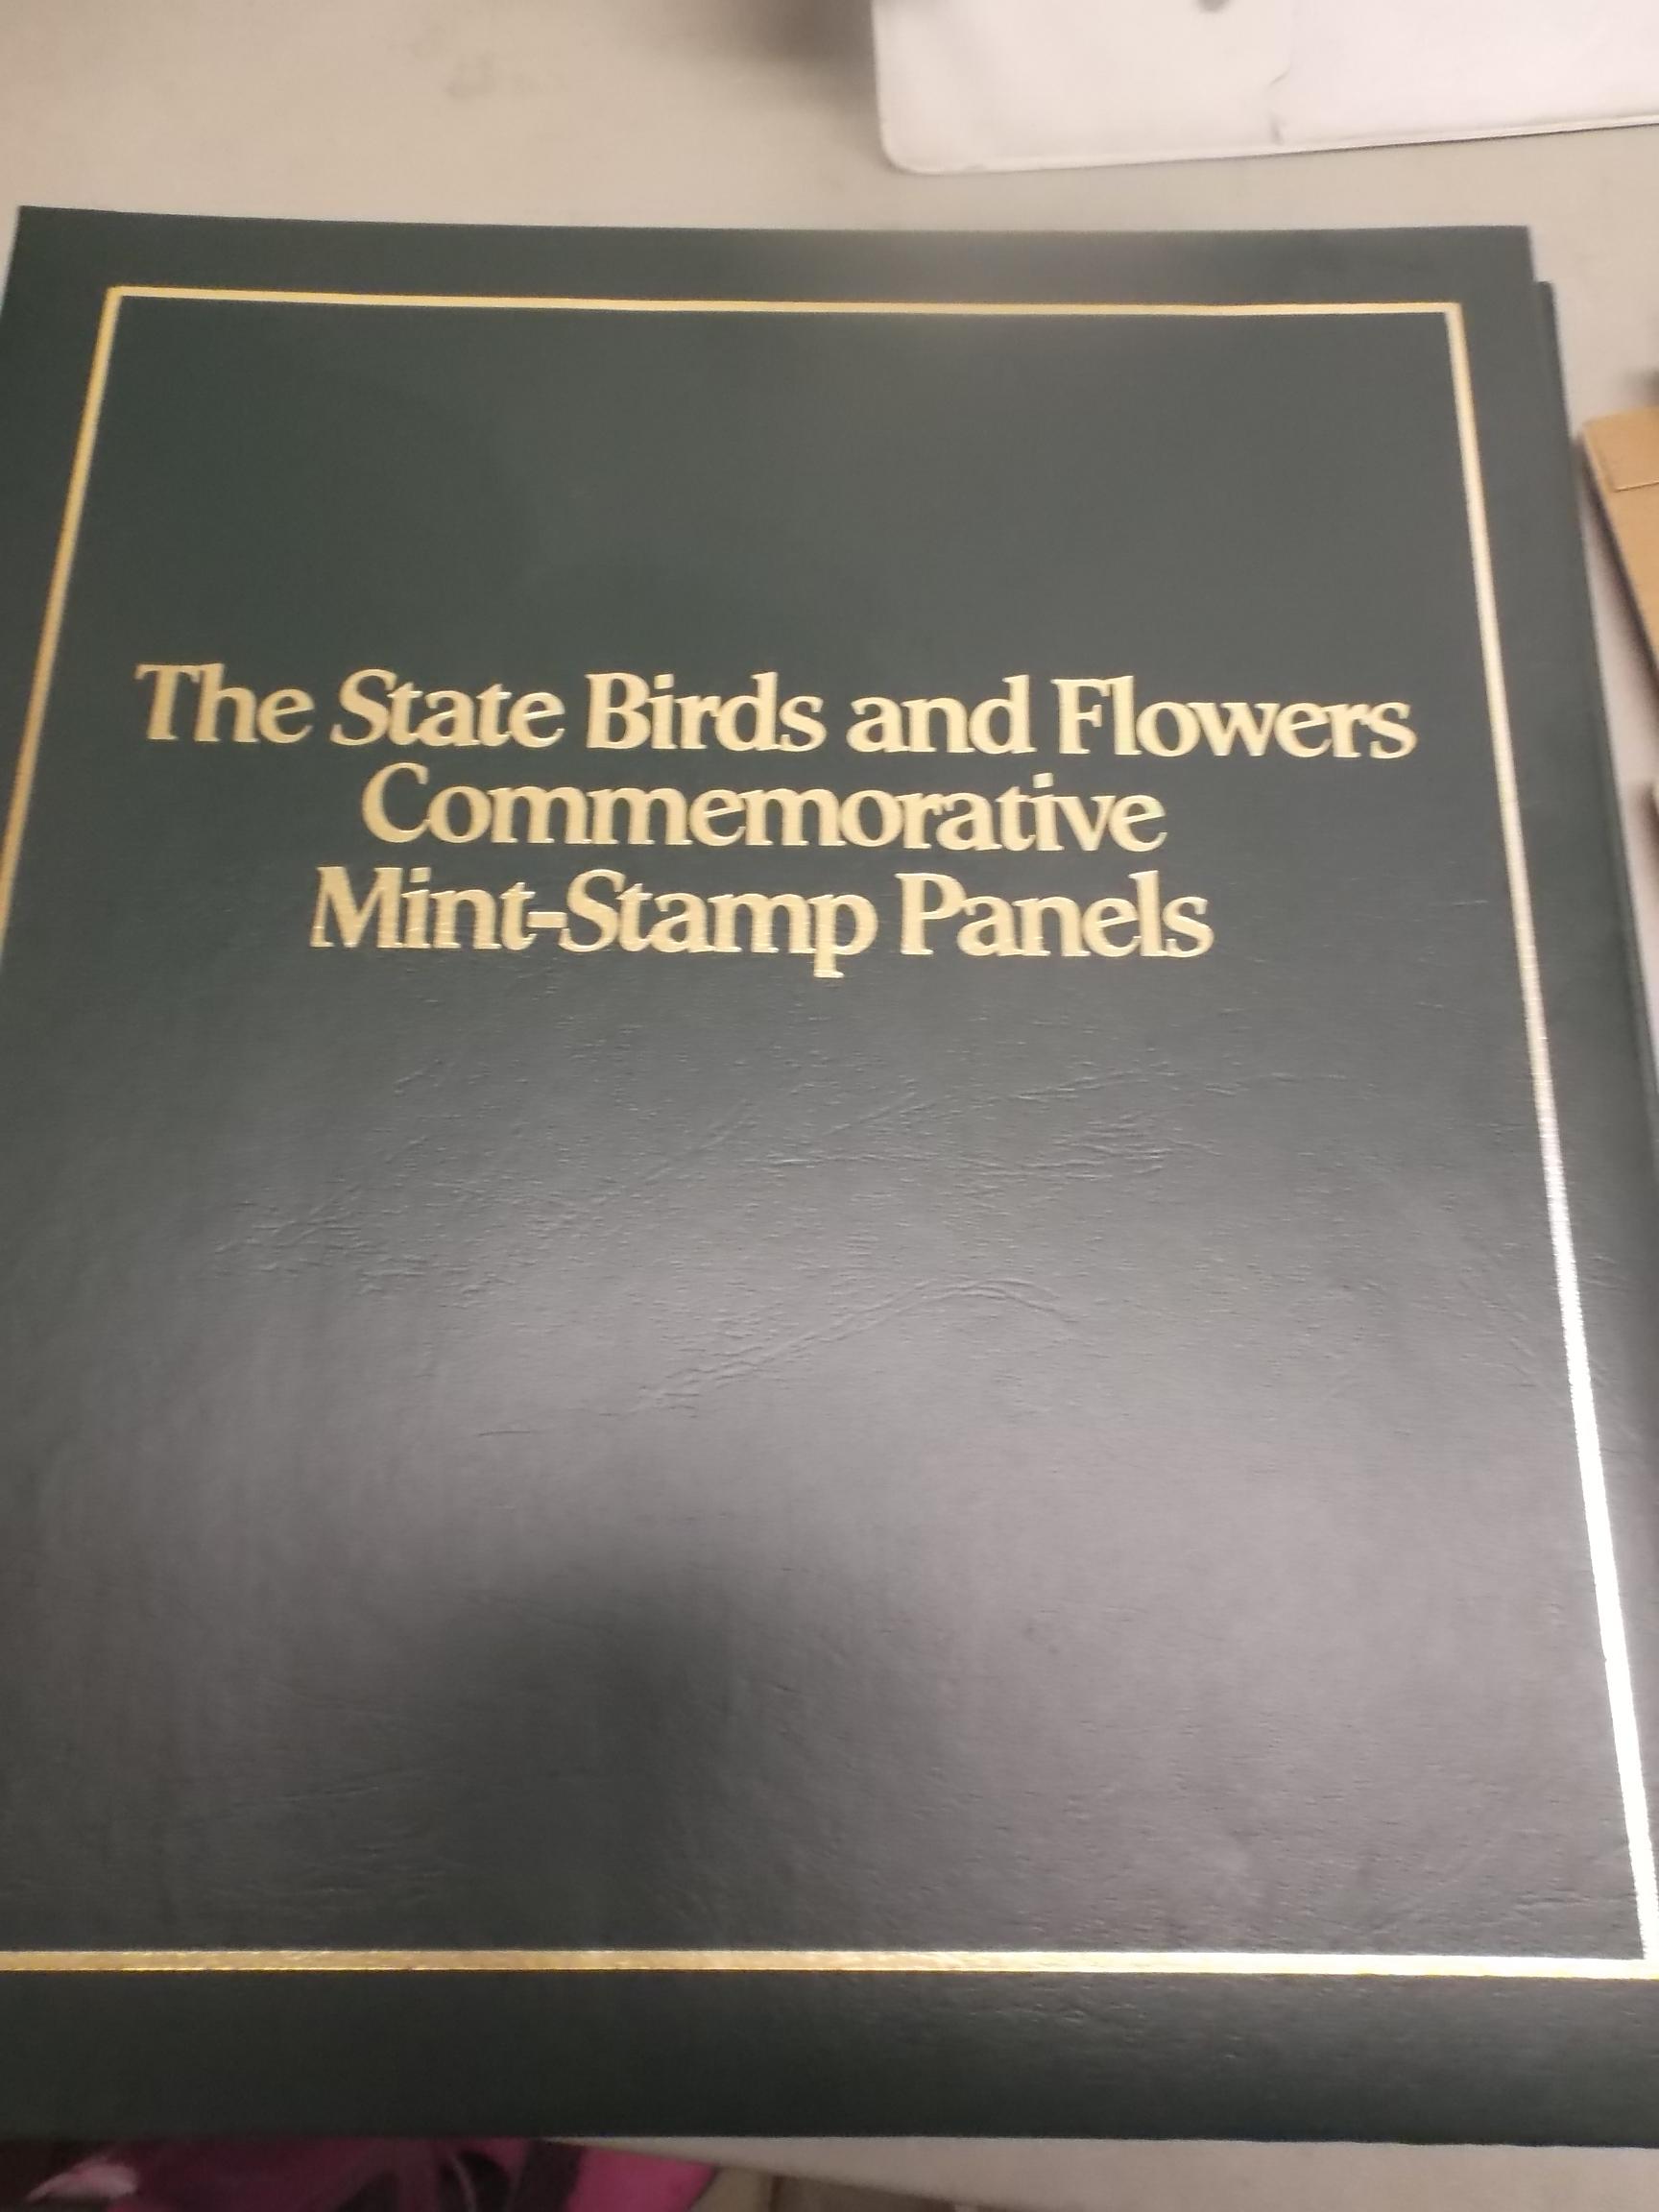 The State Birds and Flowers
Commemorative
Mint-Stamp Panels